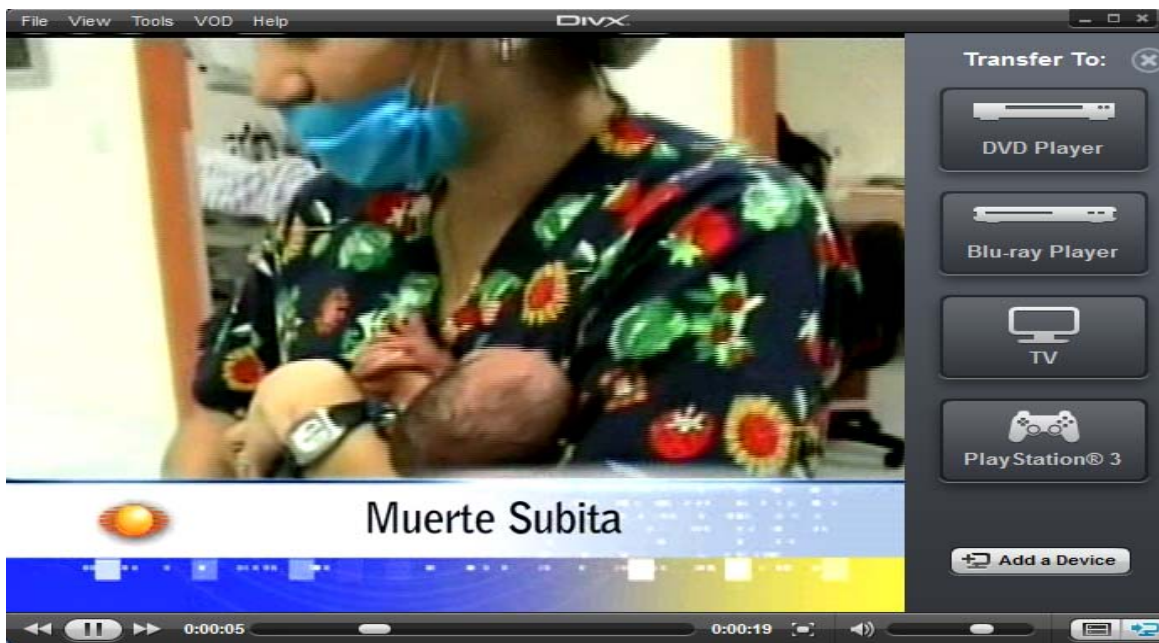 File View Tools VOD Help
DIVX
Transfer To:
DVD Player
Blu-ray Player
TV
PlayStation® 3
Muerte Subita
Add a Device
0:00:05
0:00:19